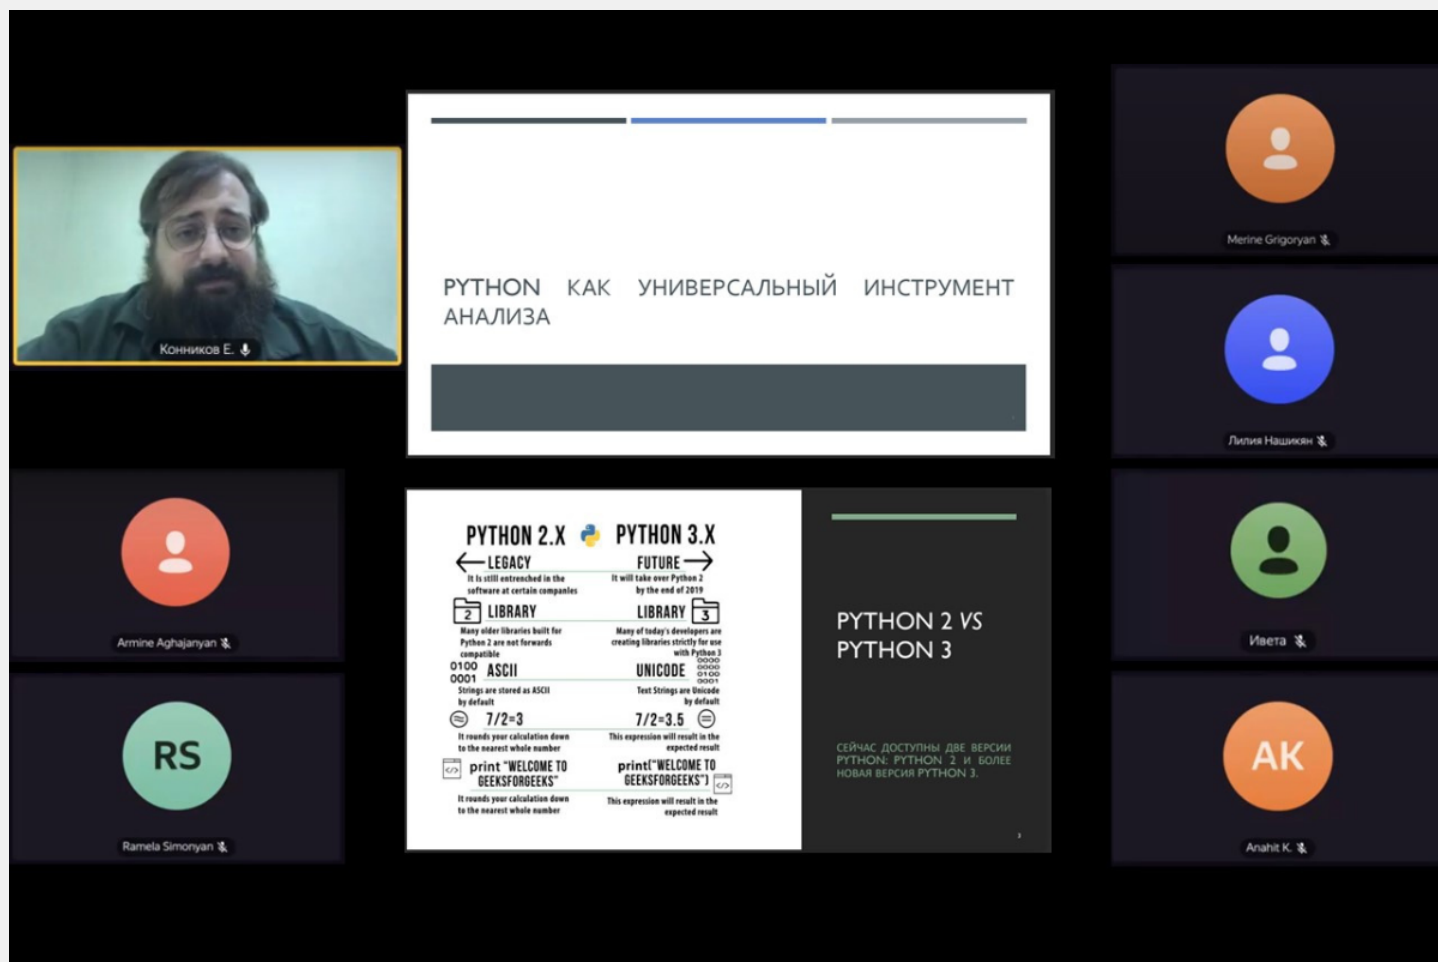 PYTHON КАК УНИВЕРСАЛЬНЫЙ ИНСТРУМЕНТ
АНАЛИЗА
Конников Е.
Merine Grigoryan
Лилия Нашикян
Armine Aghajanyan
Ramela Simonyan
RS
Ивета
AK
Anahit K.
PYTHON 2.X PYTHON 3.X
LEGACY
It is still entrenched in the
software at certain companies
FUTURE
It will take over Python 2
by the end of 2019
2 LIBRARY
Many older libraries built for
Python 2 are not forwards
compatible
LIBRARY 3
Many of today's developers are
creating libraries strictly for use
with Python 3
0100
0001
ASCII
Strings are stored as ASCII
by default
UNICODE
0000
0000
0100
0001
Text Strings are Unicode
by default
7/2=3
It rounds your calculation down
to the nearest whole number
7/2=3.5
This expression will result in the
expected result
print "WELCOME TO
GEEKSFORGEEKS"
It rounds your calculation down
to the nearest whole number
print("WELCOME TO
GEEKSFORGEEKS")
This expression will result in the
expected result
PYTHON 2 VS
PYTHON 3
СЕЙЧАС ДОСТУПНЫ ДВЕ ВЕРСИИ
PYTHON: PYTHON 2 И БОЛЕЕ
НОВАЯ ВЕРСИЯ PYTHON 3.
3